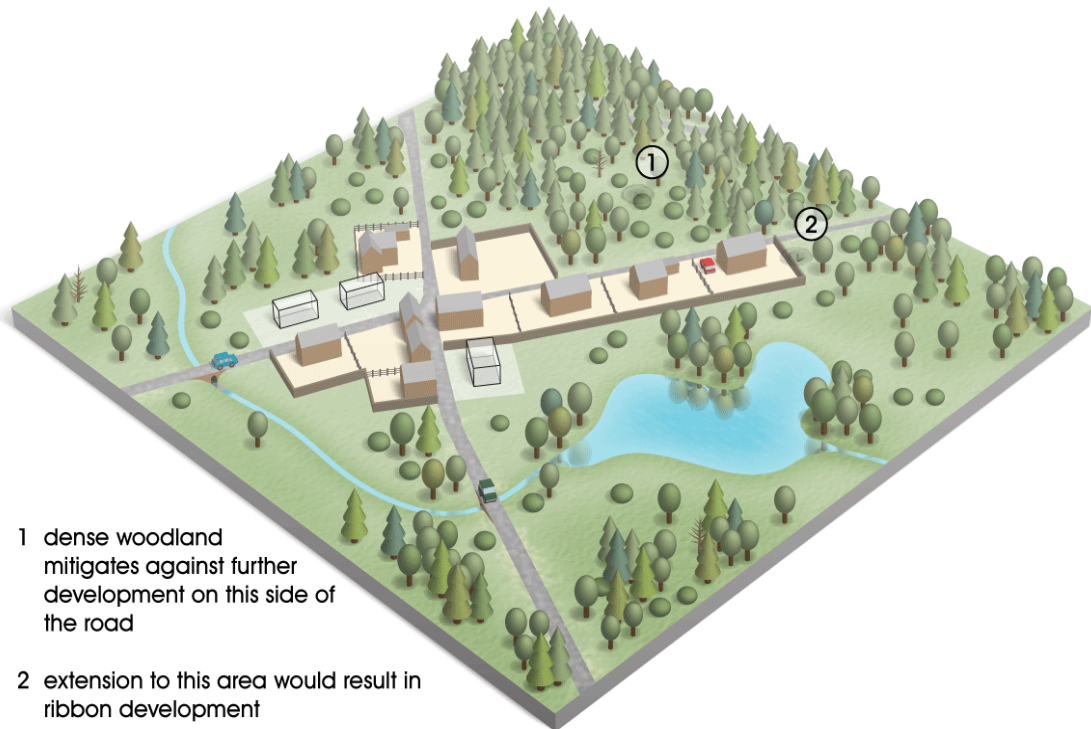 1
2
1 dense woodland
mitigates against further
development on this side of
the road
2 extension to this area would result in
ribbon development